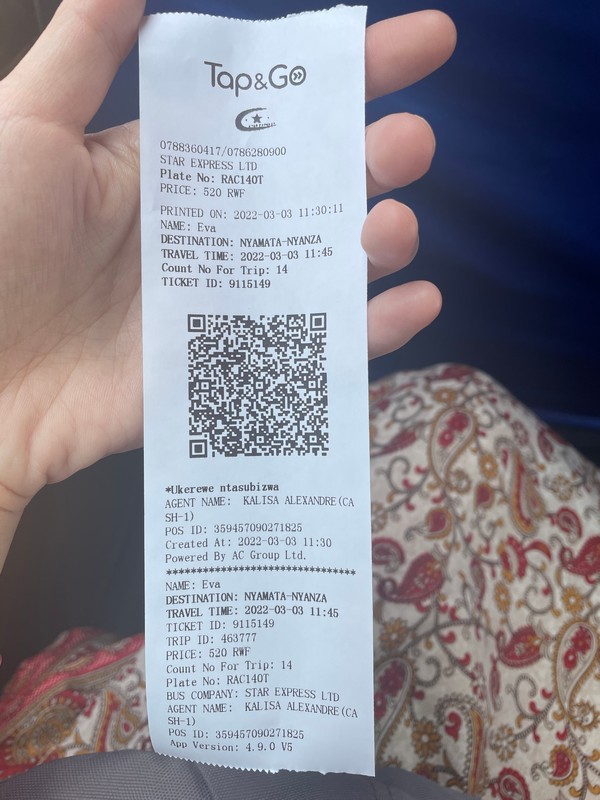 Tap&Go
0788360417/0786280900
STAR EXPRESS LTD
Plate No: RAC140T
PRICE: 520 RWF
PRINTED ON: 2022-03-03 11:30:11
NAME: Eva
DESTINATION: NYAMATA-NYANZA
TRAVEL TIME: 2022-03-03 11:45
Count No For Trip: 14
TICKET ID: 9115149
*Ukerewe ntasubizwa
AGENT NAME: KALISA ALEXANDRE(CA
SH-1)
POS ID: 359457090271825
Created At: 2022-03-03 11:30
Powered By AC Group Ltd.
*******************************
NAME: Eva
DESTINATION: NYAMATA-NYANZA
TRAVEL TIME: 2022-03-03 11:45
TICKET ID: 9115149
TRIP ID: 463777
PRICE: 520 RWF
Count No For Trip: 14
Plate No: RAC140T
BUS COMPANY: STAR EXPRESS LTD
AGENT NAME: KALISA ALEXANDRE(CA
SH-1)
POS ID: 359457090271825
App Version: 4.9.0 V5